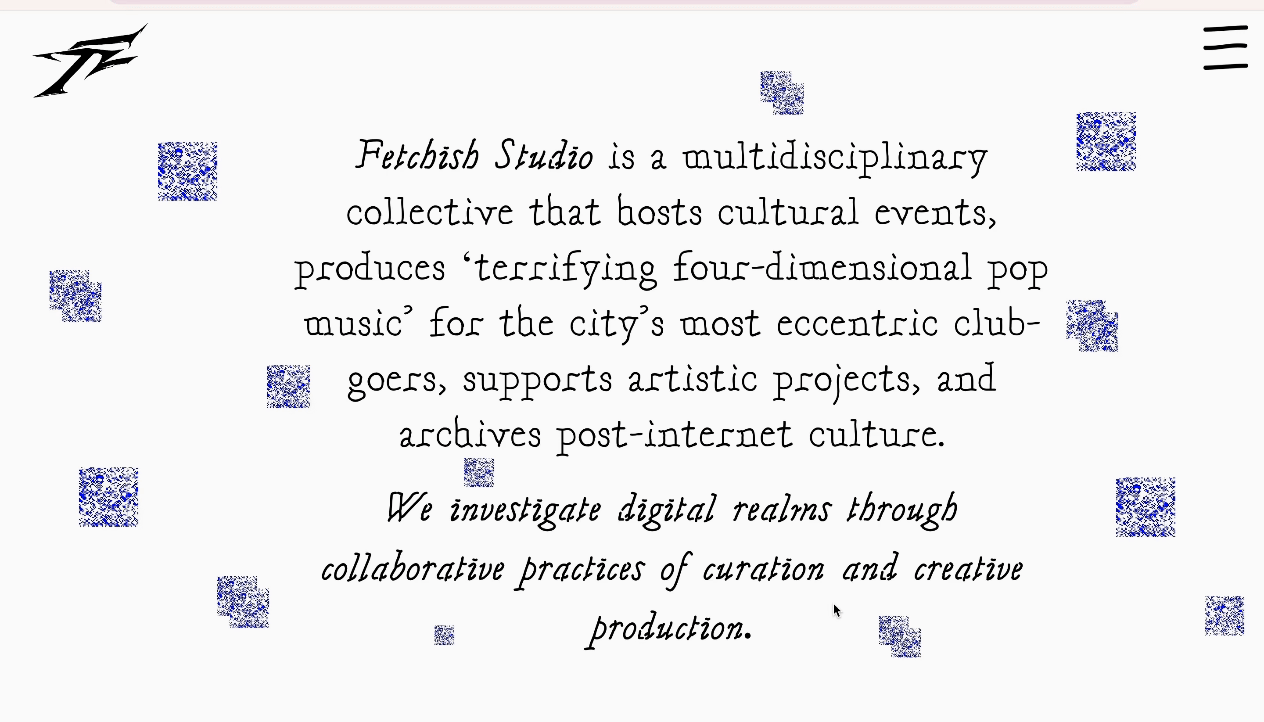 Fetchish Studio is a multidisciplinary
collective that hosts cultural events,
produces ‘terrifying four-dimensional pop
music’ for the city’s most eccentric club-
goers, supports artistic projects, and
archives post-internet culture.
We investigate digital realms through
collaborative practices of curation and creative
production.